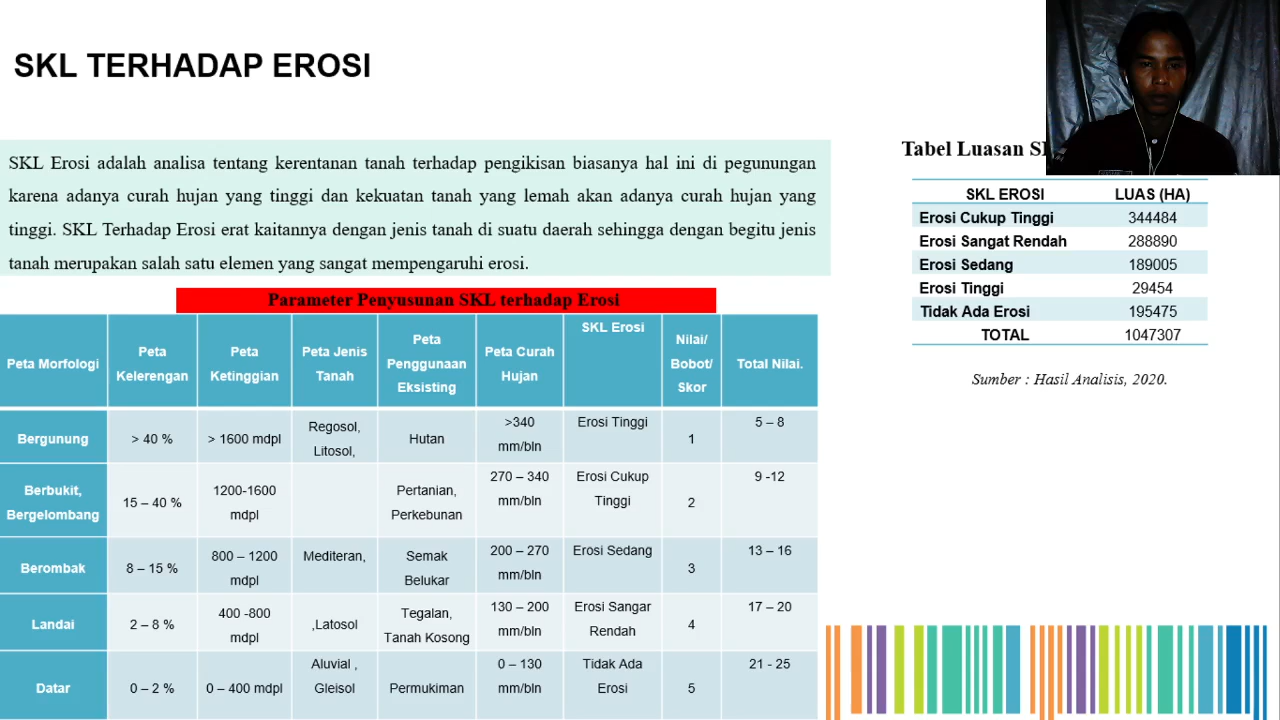 SKL TERHADAP EROSI
SKL Erosi adalah analisa tentang kerentanan tanah terhadap pengikisan biasanya hal ini di pegunungan
karena adanya curah hujan yang tinggi dan kekuatan tanah yang lemah akan adanya curah hujan yang
tinggi. SKL Terhadap Erosi erat kaitannya dengan jenis tanah di suatu daerah sehingga dengan begitu jenis
tanah merupakan salah satu elemen yang sangat mempengaruhi erosi.
Parameter Penyusunan SKL terhadap Erosi
Peta Morfologi
Peta
Kelerengan
Peta
Ketinggian
Peta Jenis
Tanah
Peta
Penggunaan
Eksisting
Peta Curah
Hujan
SKL Erosi
Nilai/
Bobot/
Skor
Total Nilai.
Bergunung
> 40 %
> 1600 mdpl
Regosol,
Litosol,
Hutan
>340
mm/bln
Erosi Tinggi
1
5 – 8
Berbukit,
Bergelombang
15 – 40 %
1200-1600
mdpl
Pertanian,
Perkebunan
270 – 340
mm/bln
Erosi Cukup
Tinggi
2
9 -12
Berombak
8 – 15 %
800 – 1200
mdpl
Mediteran,
Semak
Belukar
200 – 270
mm/bln
Erosi Sedang
3
13 – 16
Landai
2 – 8 %
400 -800
mdpl
,Latosol
Tegalan,
Tanah Kosong
130 – 200
mm/bln
Erosi Sangar
Rendah
4
17 – 20
Datar
0 – 2 %
0 – 400 mdpl
Aluvial ,
Gleisol
Permukiman
0 – 130
mm/bln
Tidak Ada
Erosi
5
21 - 25
Tabel Luasan
SKL EROSI LUAS (HA)
Erosi Cukup Tinggi 344484
Erosi Sangat Rendah 288890
Erosi Sedang 189005
Erosi Tinggi 29454
Tidak Ada Erosi 195475
TOTAL 1047307
Sumber : Hasil Analisis, 2020.